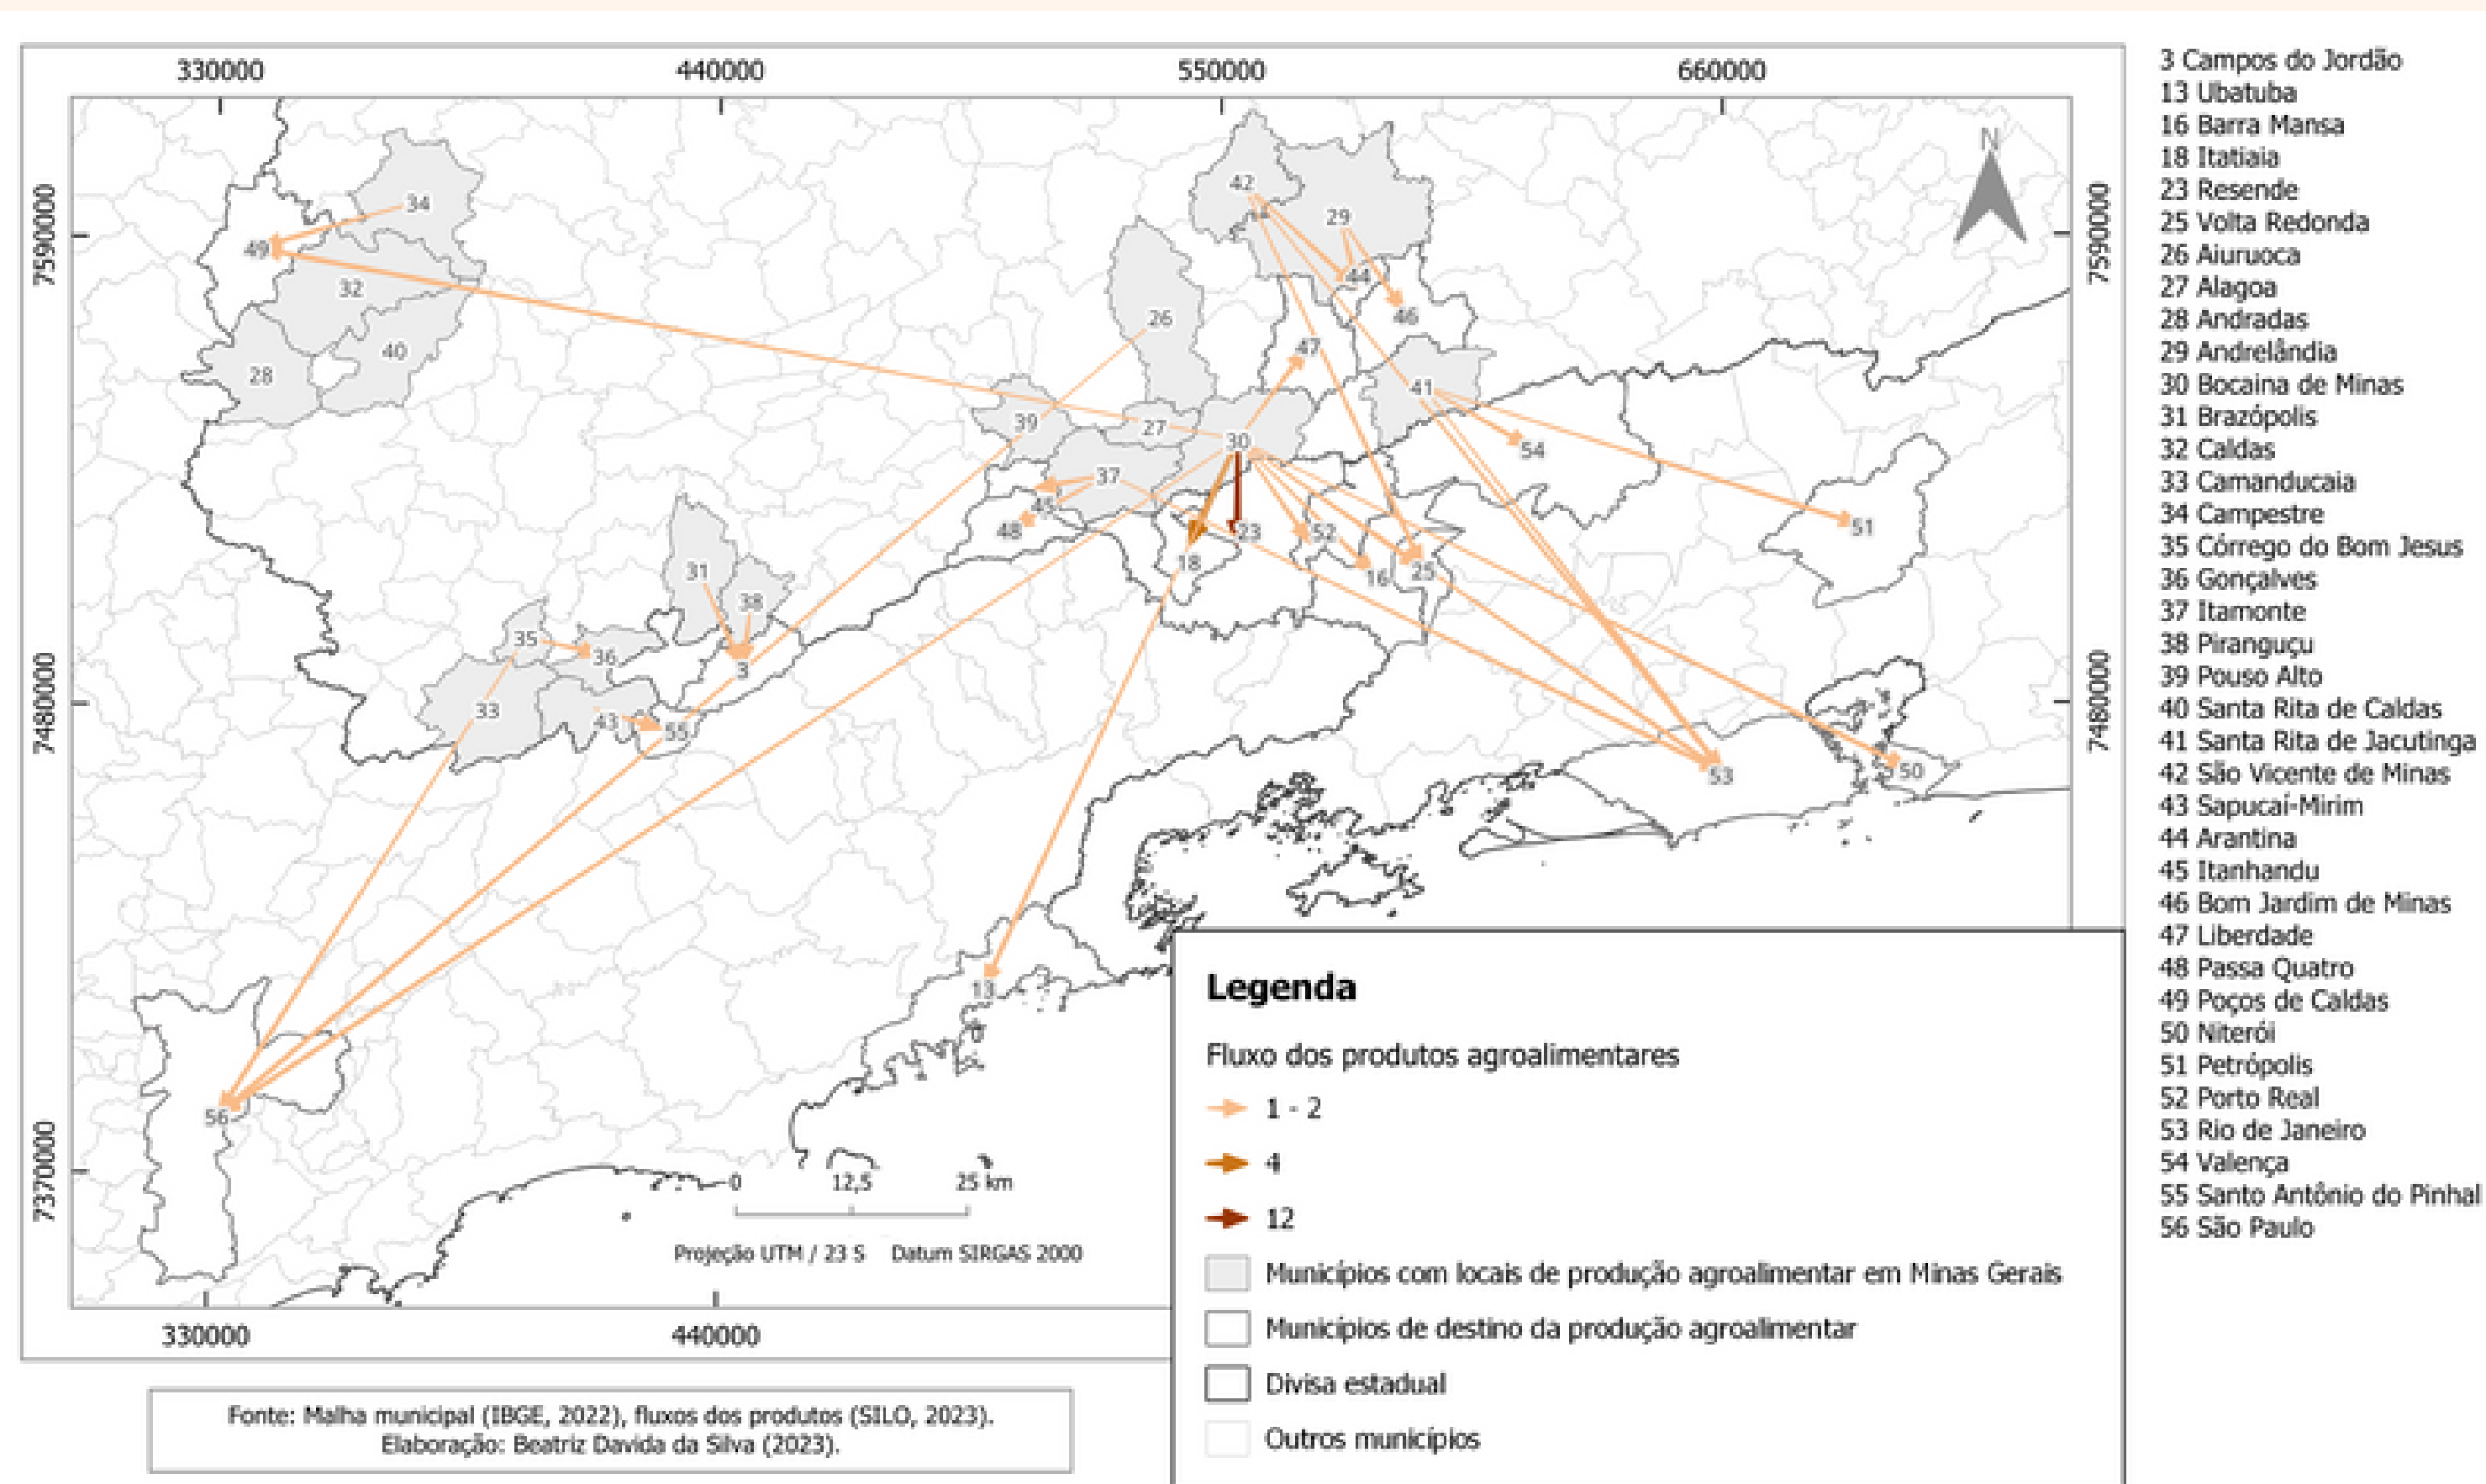 330000
440000
550000
660000
7590000
7590000
7480000
7480000
7370000
N
34
49
32
40
28
42
29
44
46
26
47
41
39
27
30
54
37
45
48
23
18
52
16
25
51
31
38
3
35
36
33
43
55
53
50
13
56
0 12,5 25 km
Projeção UTM / 23 S Datum SIRGAS 2000
330000
440000
Legenda
Fluxo dos produtos agroalimentares
1 - 2
4
12
Municípios com locais de produção agroalimentar em Minas Gerais
Municípios de destino da produção agroalimentar
Divisa estadual
Outros municípios
Fonte: Malha municipal (IBGE, 2022), fluxos dos produtos (SILO, 2023).
Elaboração: Beatriz Davida da Silva (2023).
3 Campos do Jordão
13 Ubatuba
16 Barra Mansa
18 Itatiaia
23 Resende
25 Volta Redonda
26 Aiuruoca
27 Alagoa
28 Andradas
29 Andrelândia
30 Bocaina de Minas
31 Brazópolis
32 Caldas
33 Camanducaia
34 Campestre
35 Córrego do Bom Jesus
36 Gonçalves
37 Itamonte
38 Piranguçu
39 Pouso Alto
40 Santa Rita de Caldas
41 Santa Rita de Jacutinga
42 São Vicente de Minas
43 Sapucaí-Mirim
44 Arantina
45 Itanhandu
46 Bom Jardim de Minas
47 Liberdade
48 Passa Quatro
49 Poços de Caldas
50 Niterói
51 Petrópolis
52 Porto Real
53 Rio de Janeiro
54 Valença
55 Santo Antônio do Pinhal
56 São Paulo